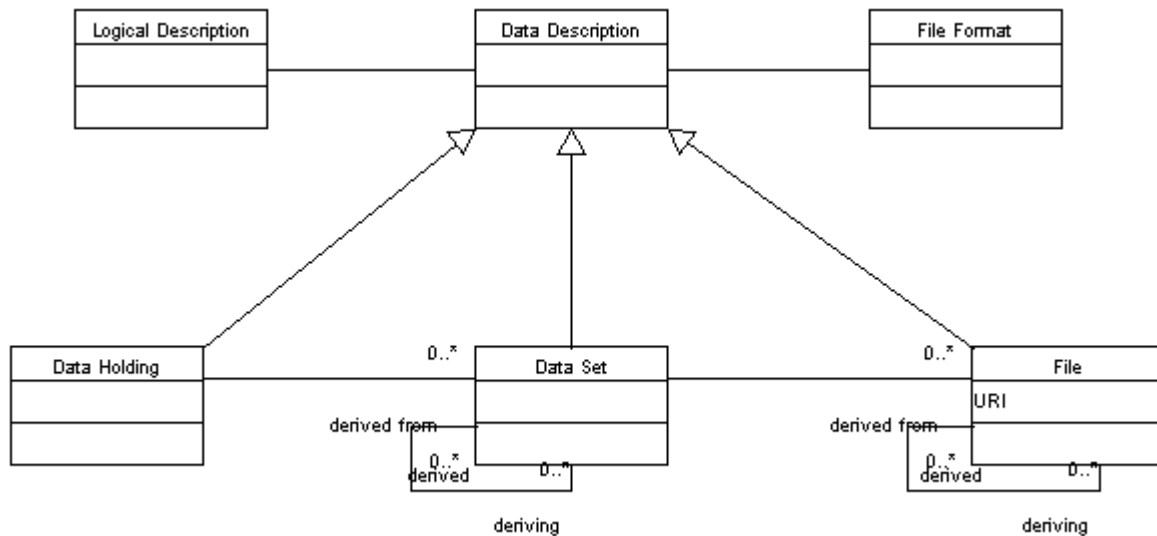 Logical Description
Data Description
File Format
Data Holding
0..*
Data Set
0..*
File
URI
derived from
0..*
derived
0..*
deriving
derived from
0..*
derived
0..*
deriving